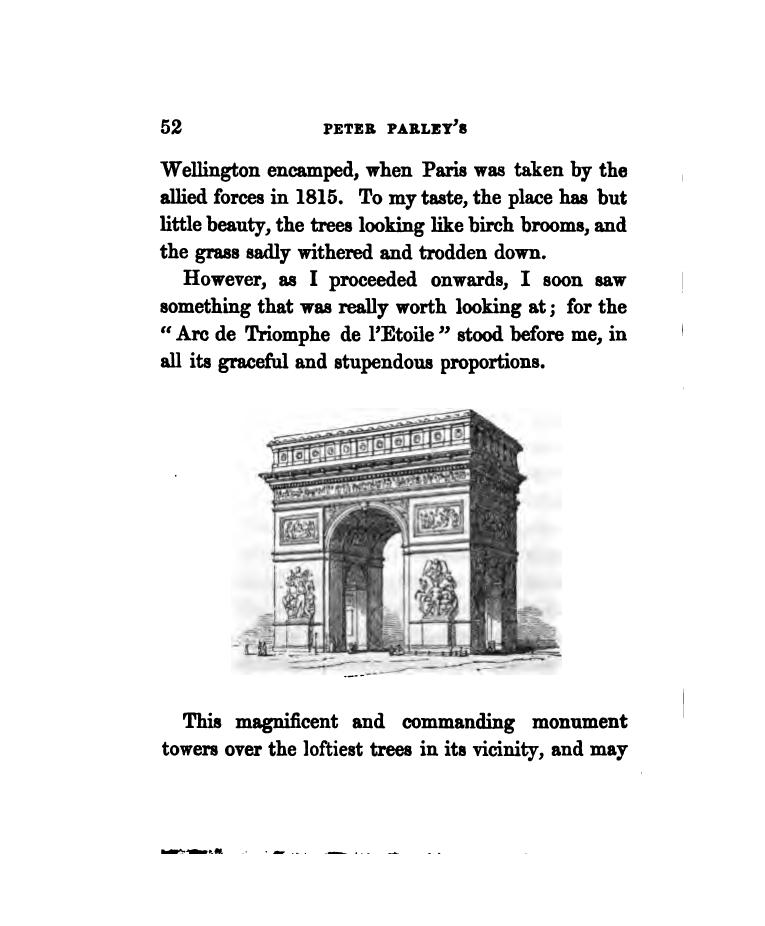 52 PETER PARLEY'S
Wellington encamped, when Paris was taken by the
allied forces in 1815. To my taste, the place has but
little beauty, the trees looking like birch brooms, and
the grass sadly withered and trodden down.
However, as I proceeded onwards, I soon saw
something that was really worth looking at; for the
"Arc de Triomphe de l'Etoile" stood before me, in
all its graceful and stupendous proportions.
This magnificent and commanding monument
towers over the loftiest trees in its vicinity, and may